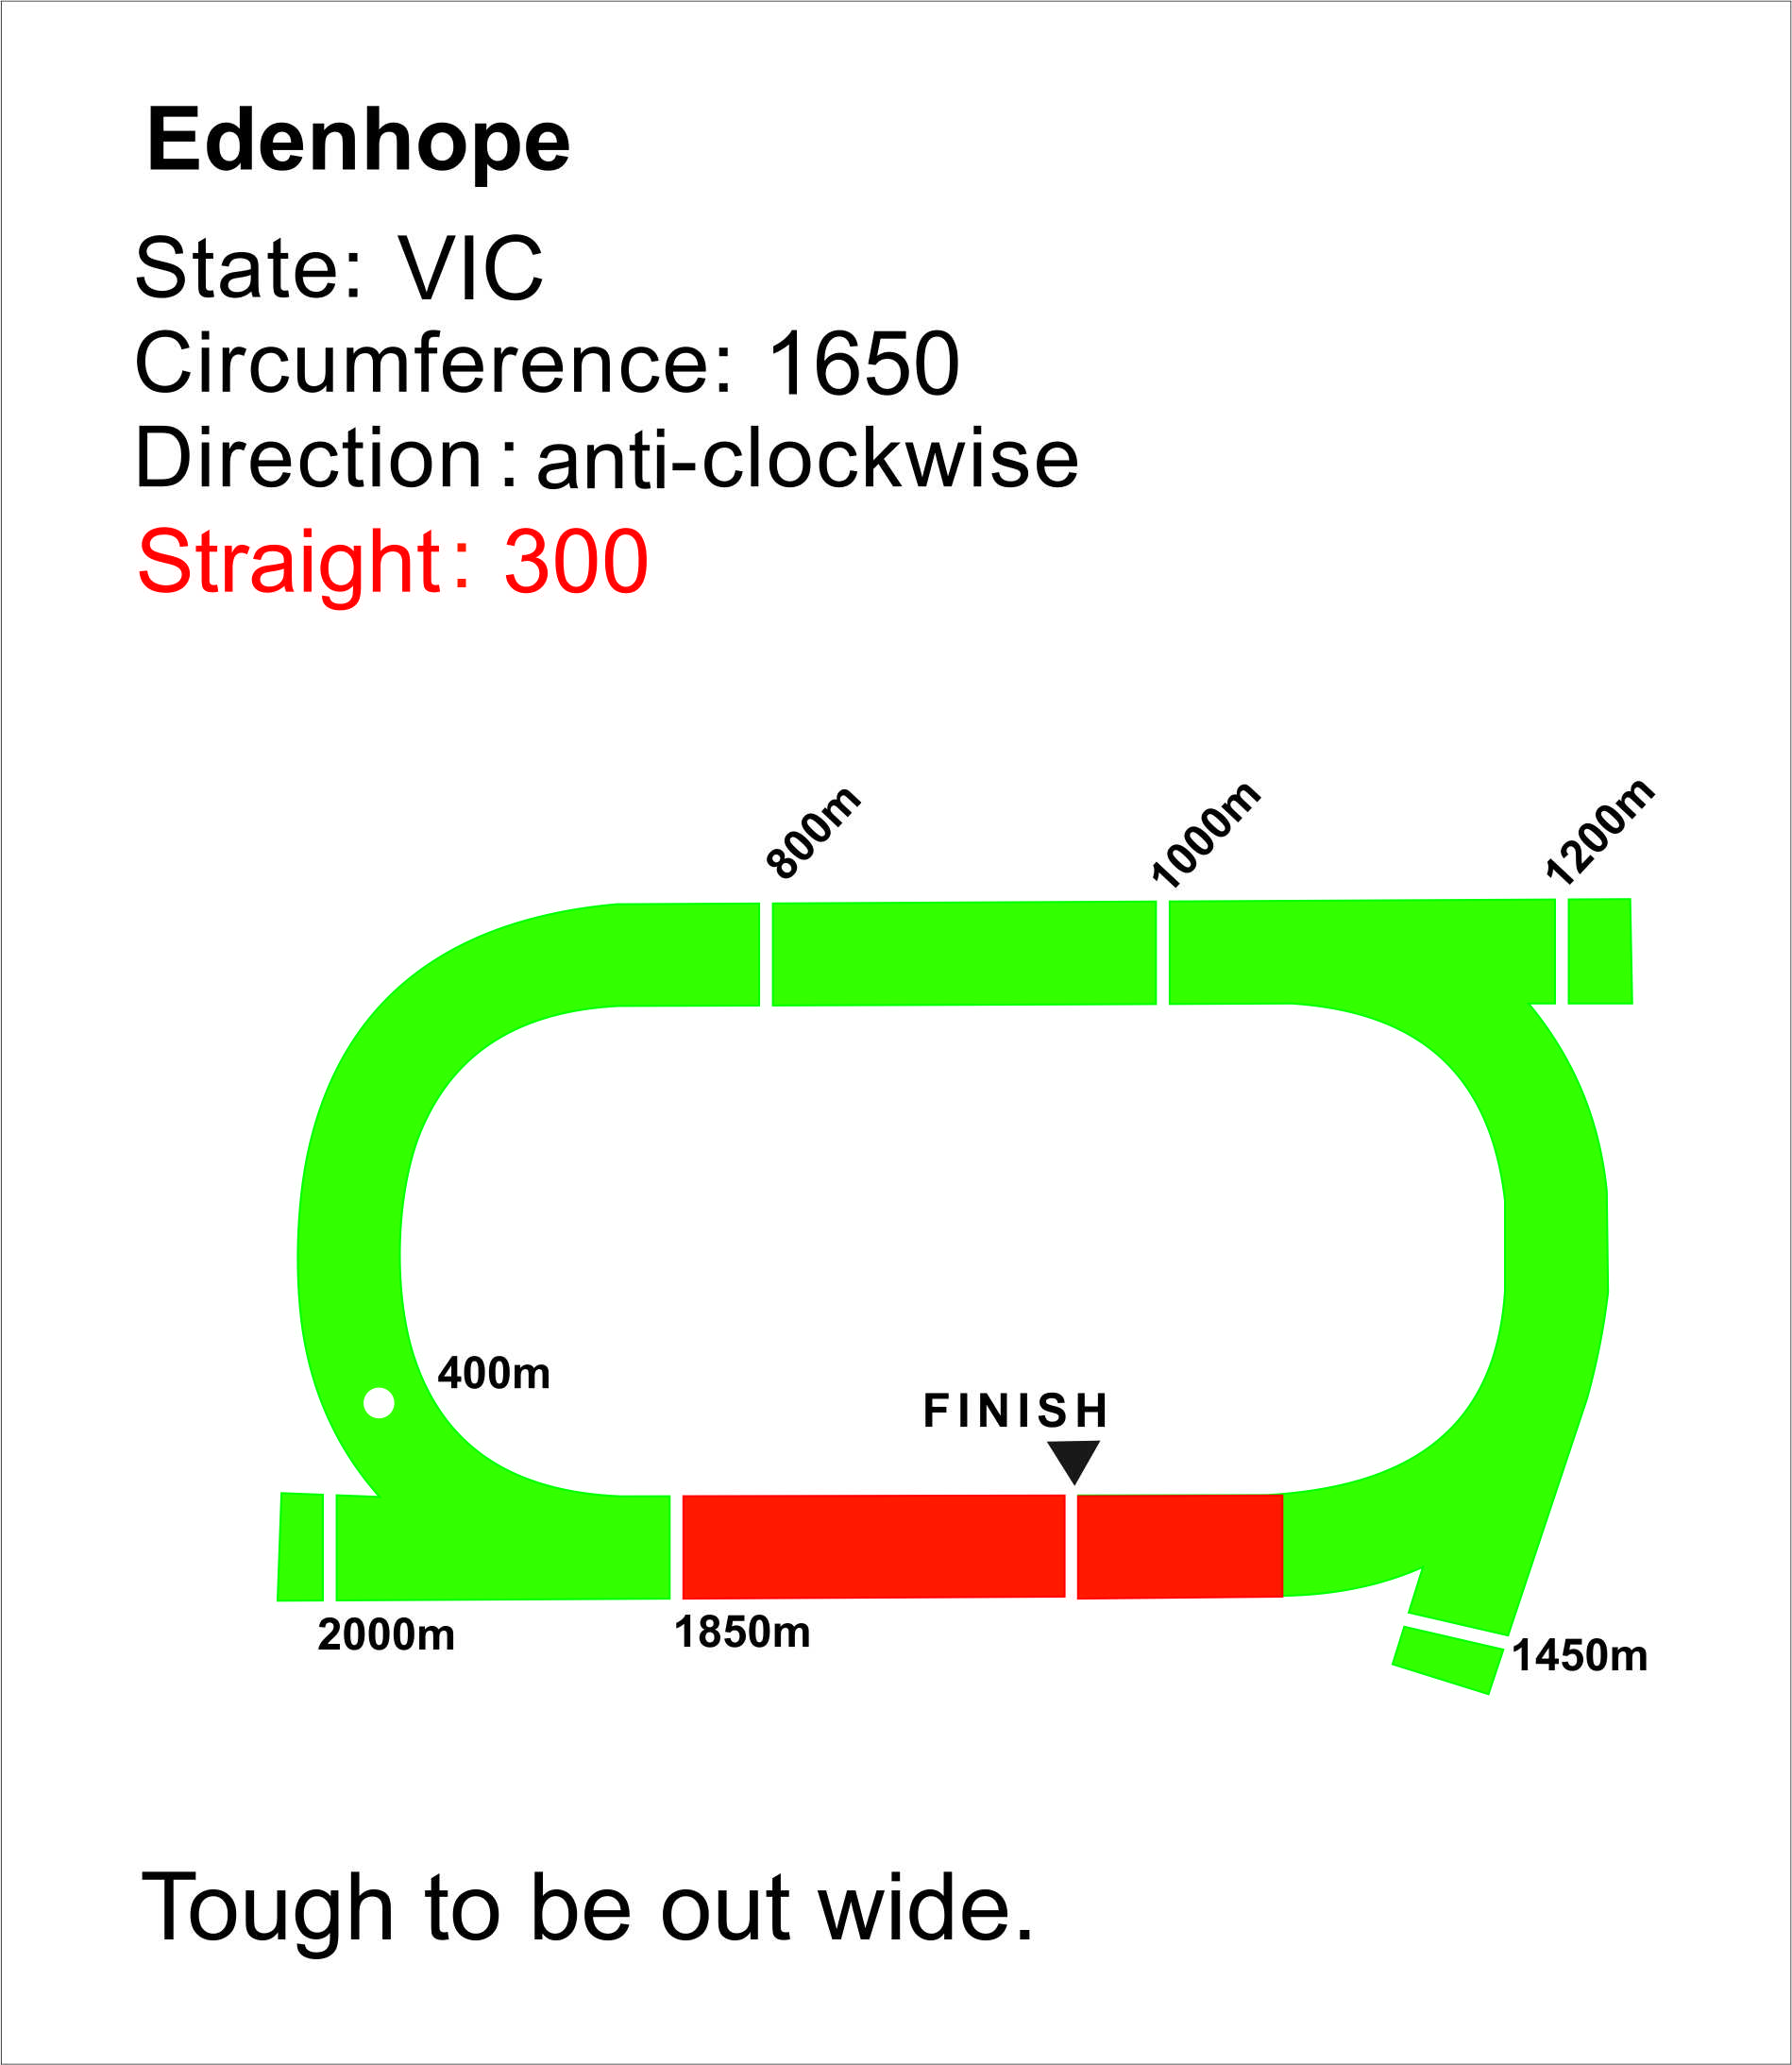 Edenhope
State: VIC
Circumference: 1650
Direction : anti-clockwise
Straight : 300
800m
1000m
1200m
400m
FINISH
2000m
1850m
1450m
Tough to be out wide.